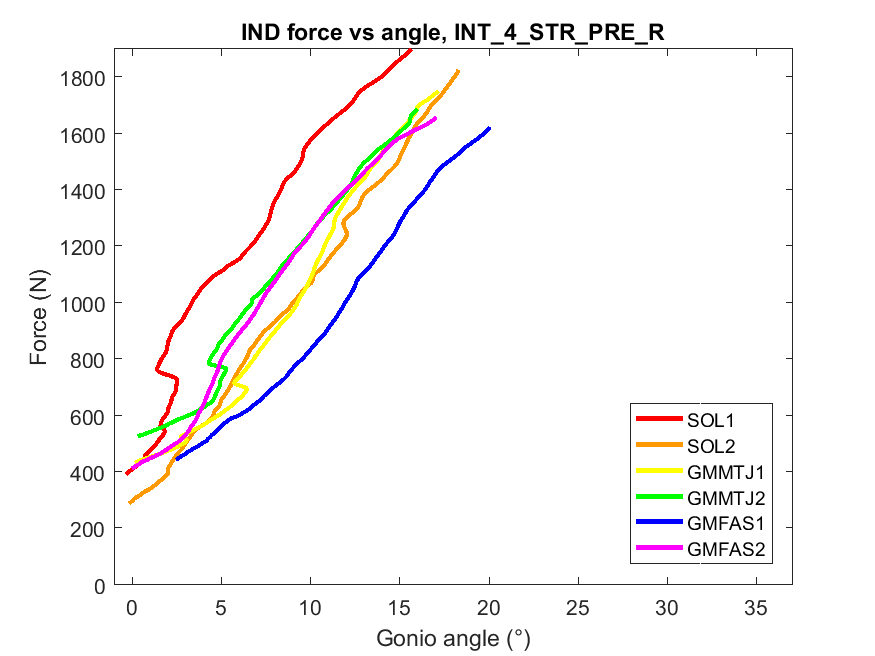 IND force vs angle, INT_4_STR_PRE_R
1800
1600
1400
1200
1000
800
600
400
200
0
Force (N)
0 5 10 15 20 25 30 35
Gonio angle (°)
SOL1
SOL2
GMMTJ1
GMMTJ2
GMFAS1
GMFAS2